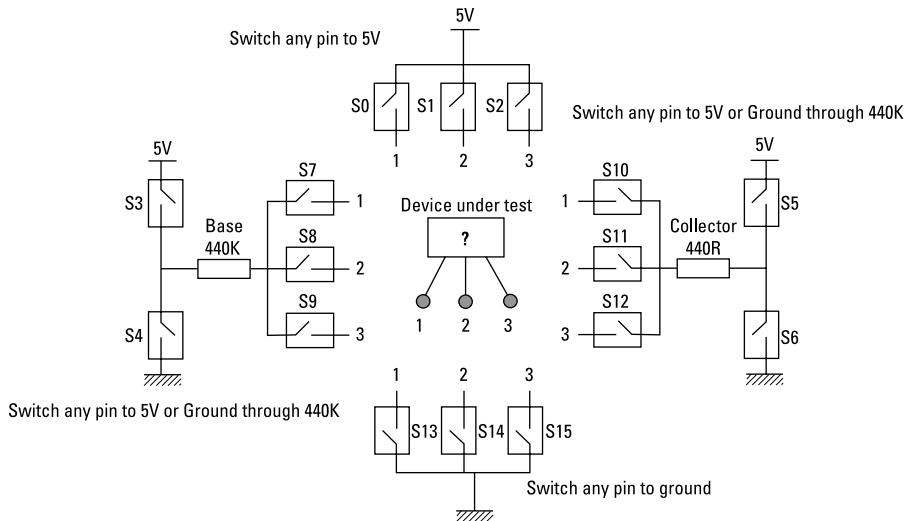 5V
Switch any pin to 5V
S0
S1
S2
1
2
3
Switch any pin to 5V or Ground through 440K
5V
5V
S3
S7
1
Base
440K
S8
2
S9
3
S4
Device under test
?
1
2
3
S10
1
S11
2
S12
3
Collector
440R
S5
S6
Switch any pin to 5V or Ground through 440K
1
2
3
S13
S14
S15
Switch any pin to ground